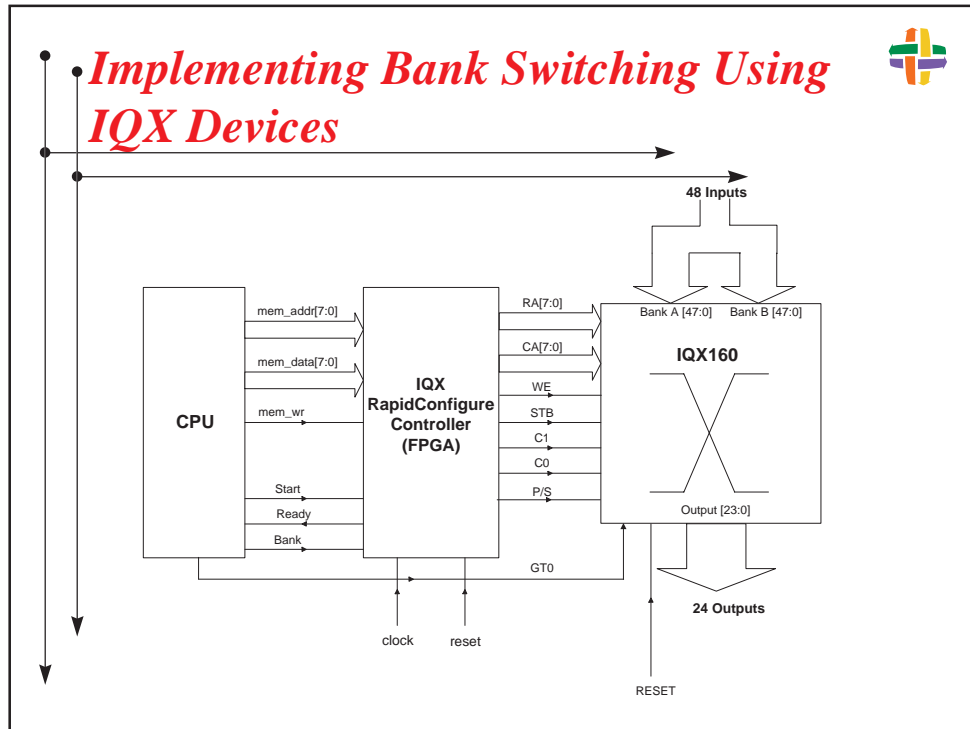 Implementing Bank Switching Using
IQX Devices
48 Inputs
mem_addr[7:0]
mem_data[7:0]
mem_wr
CPU
Start
Ready
Bank
IQX
RapidConfigure
Controller
(FPGA)
RA[7:0]
CA[7:0]
WE
STB
C1
C0
P/S
GT0
Bank A [47:0]
Bank B [47:0]
IQX160
Output [23:0]
24 Outputs
clock
reset
RESET